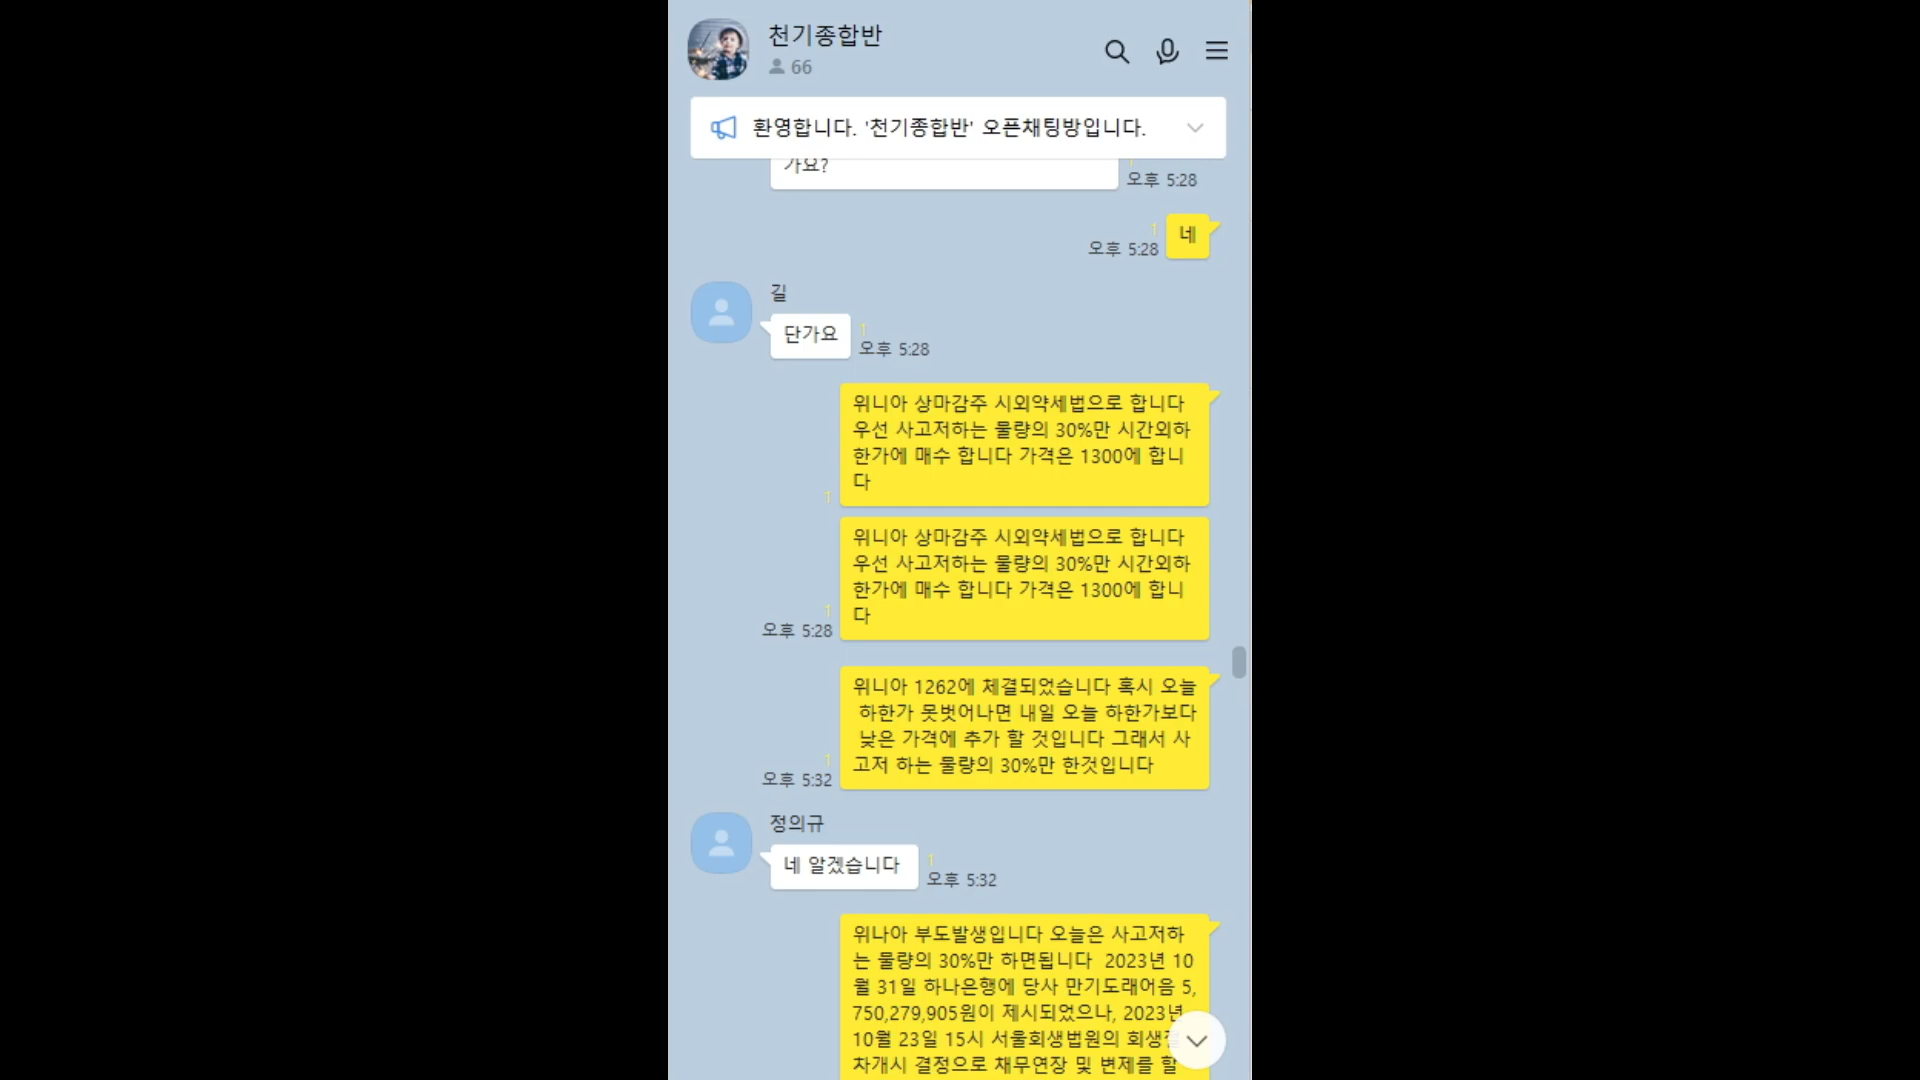 천기종합반
66
환영합니다. '천기종합반' 오픈채팅방입니다.
가요?
1
오후 5:28
네
1
오후 5:28
길
단가요
1
오후 5:28
위니아 상마감주 시외약세법으로 합니다
우선 사고저하는 물량의 30%만 시간외하
한가에 매수 합니다 가격은 1300에 합니
다
1
위니아 상마감주 시외약세법으로 합니다
우선 사고저하는 물량의 30%만 시간외하
한가에 매수 합니다 가격은 1300에 합니
다
1
오후 5:28
위니아 1262에 체결되었습니다 혹시 오늘
하한가 못벗어나면 내일 오늘 하한가보다
낮은 가격에 추가 할 것입니다 그래서 사
고저 하는 물량의 30%만 한것입니다
1
오후 5:32
정의규
네 알겠습니다
1
오후 5:32
위나아 부도발생입니다 오늘은 사고저하
는 물량의 30%만 하면됩니다 2023년 10
월 31일 하나은행에 당사 만기도래어음 5,
750,279,905원이 제시되었으나, 2023년
10월 23일 15시 서울회생법원의 회생
차개시 결정으로 채무연장 및 변제를 할